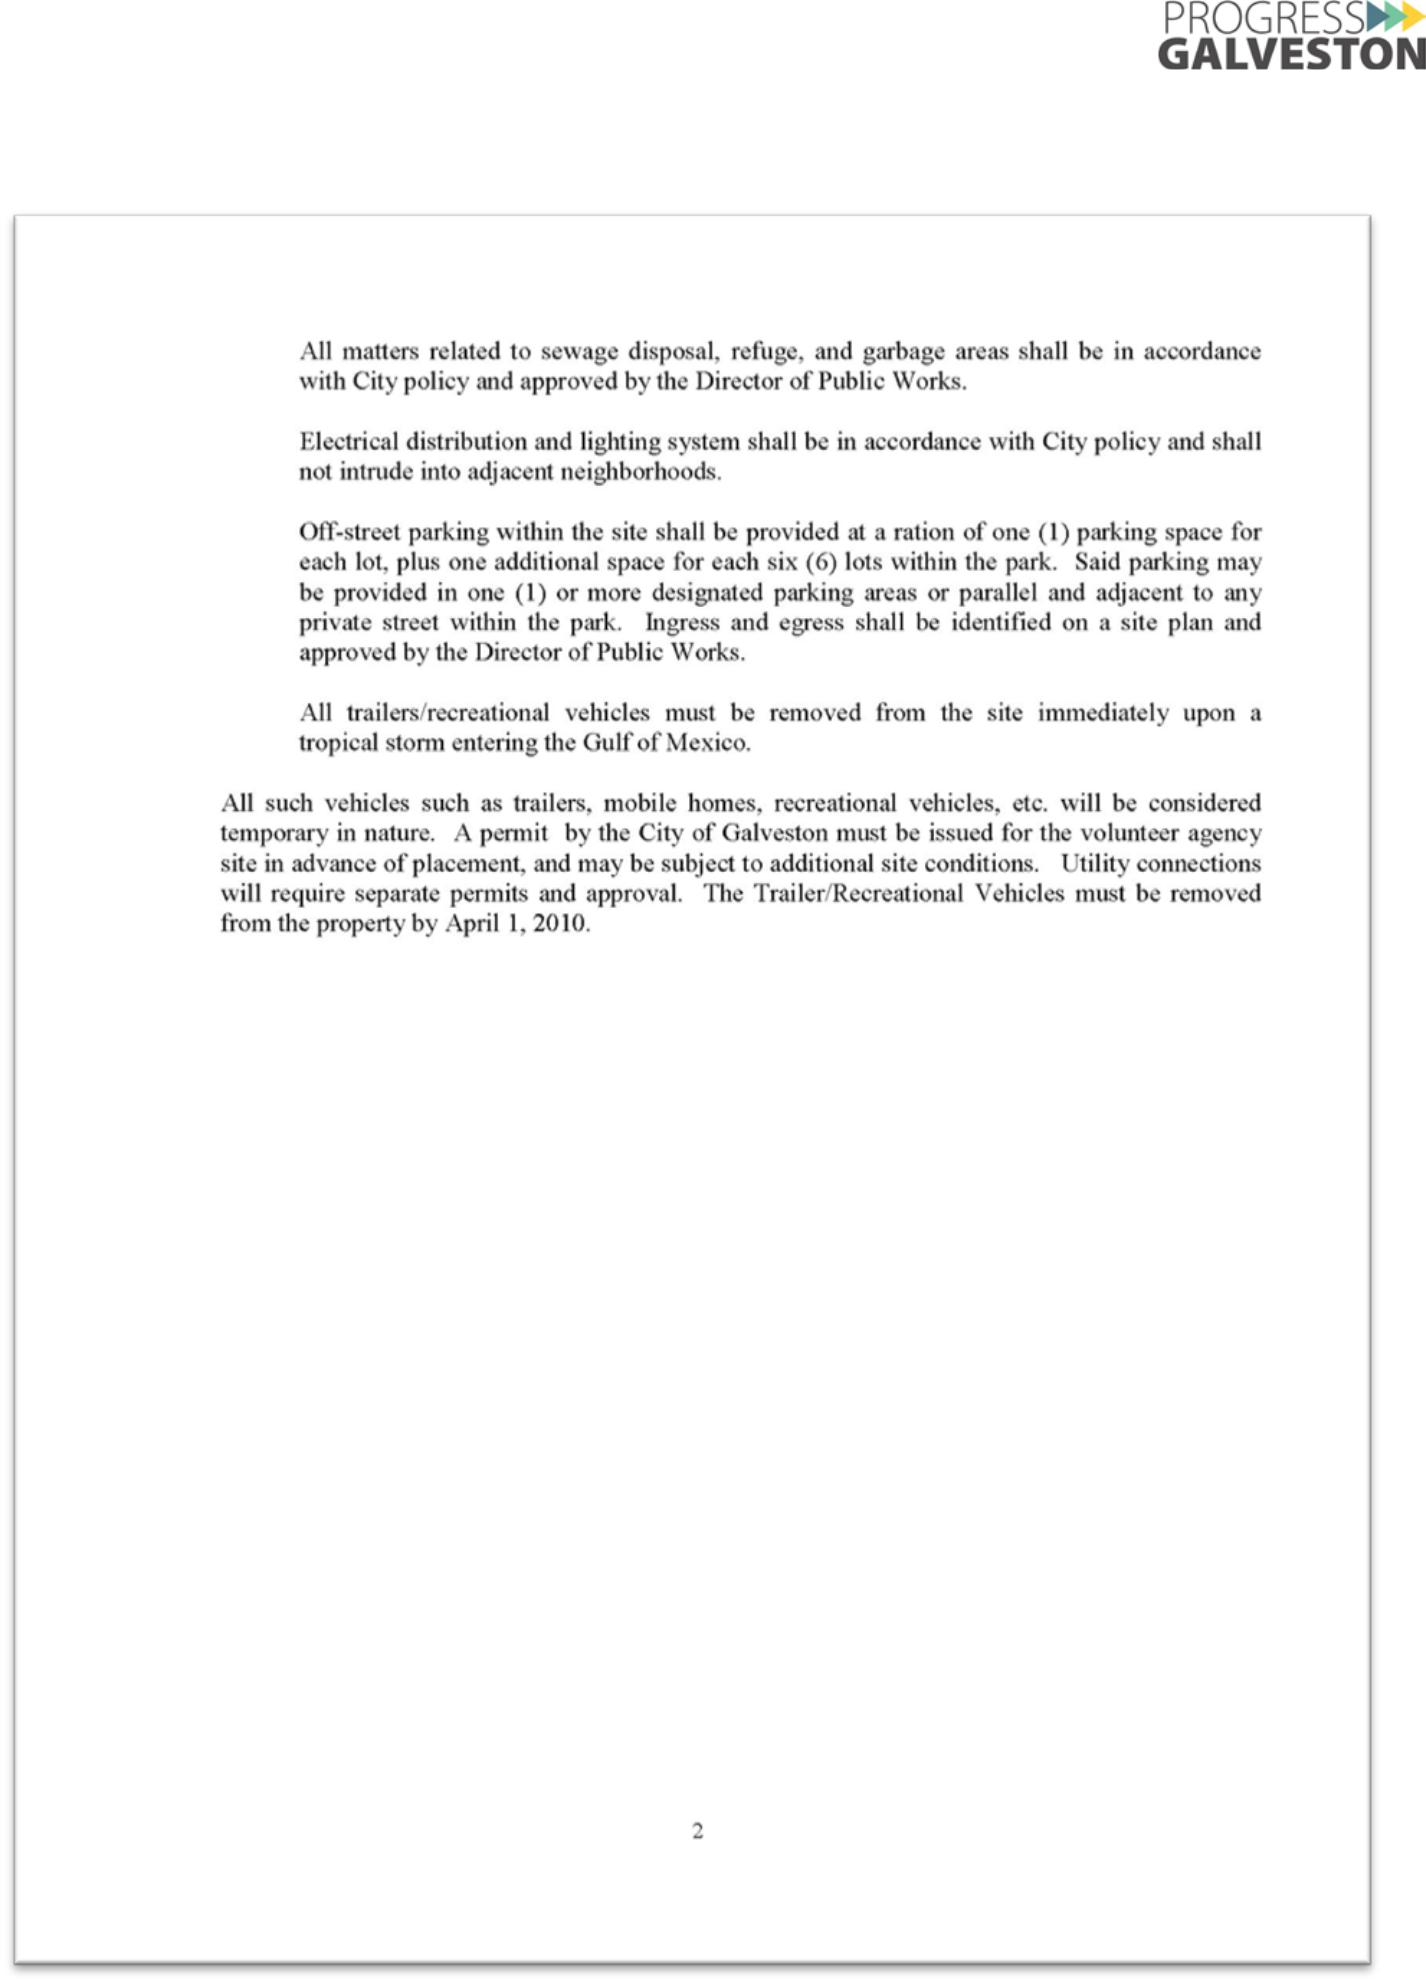 PROGRESS
GALVESTON
All matters related to sewage disposal, refuge, and garbage areas shall be in accordance
with City policy and approved by the Director of Public Works.
Electrical distribution and lighting system shall be in accordance with City policy and shall
not intrude into adjacent neighborhoods.
Off-street parking within the site shall be provided at a ration of one (1) parking space for
each lot, plus one additional space for each six (6) lots within the park. Said parking may
be provided in one (1) or more designated parking areas or parallel and adjacent to any
private street within the park. Ingress and egress shall be identified on a site plan and
approved by the Director of Public Works.
All trailers/recreational vehicles must be removed from the site immediately upon a
tropical storm entering the Gulf of Mexico.
All such vehicles such as trailers, mobile homes, recreational vehicles, etc. will be considered
temporary in nature. A permit by the City of Galveston must be issued for the volunteer agency
site in advance of placement, and may be subject to additional site conditions. Utility connections
will require separate permits and approval. The Trailer/Recreational Vehicles must be removed
from the property by April 1, 2010.
2